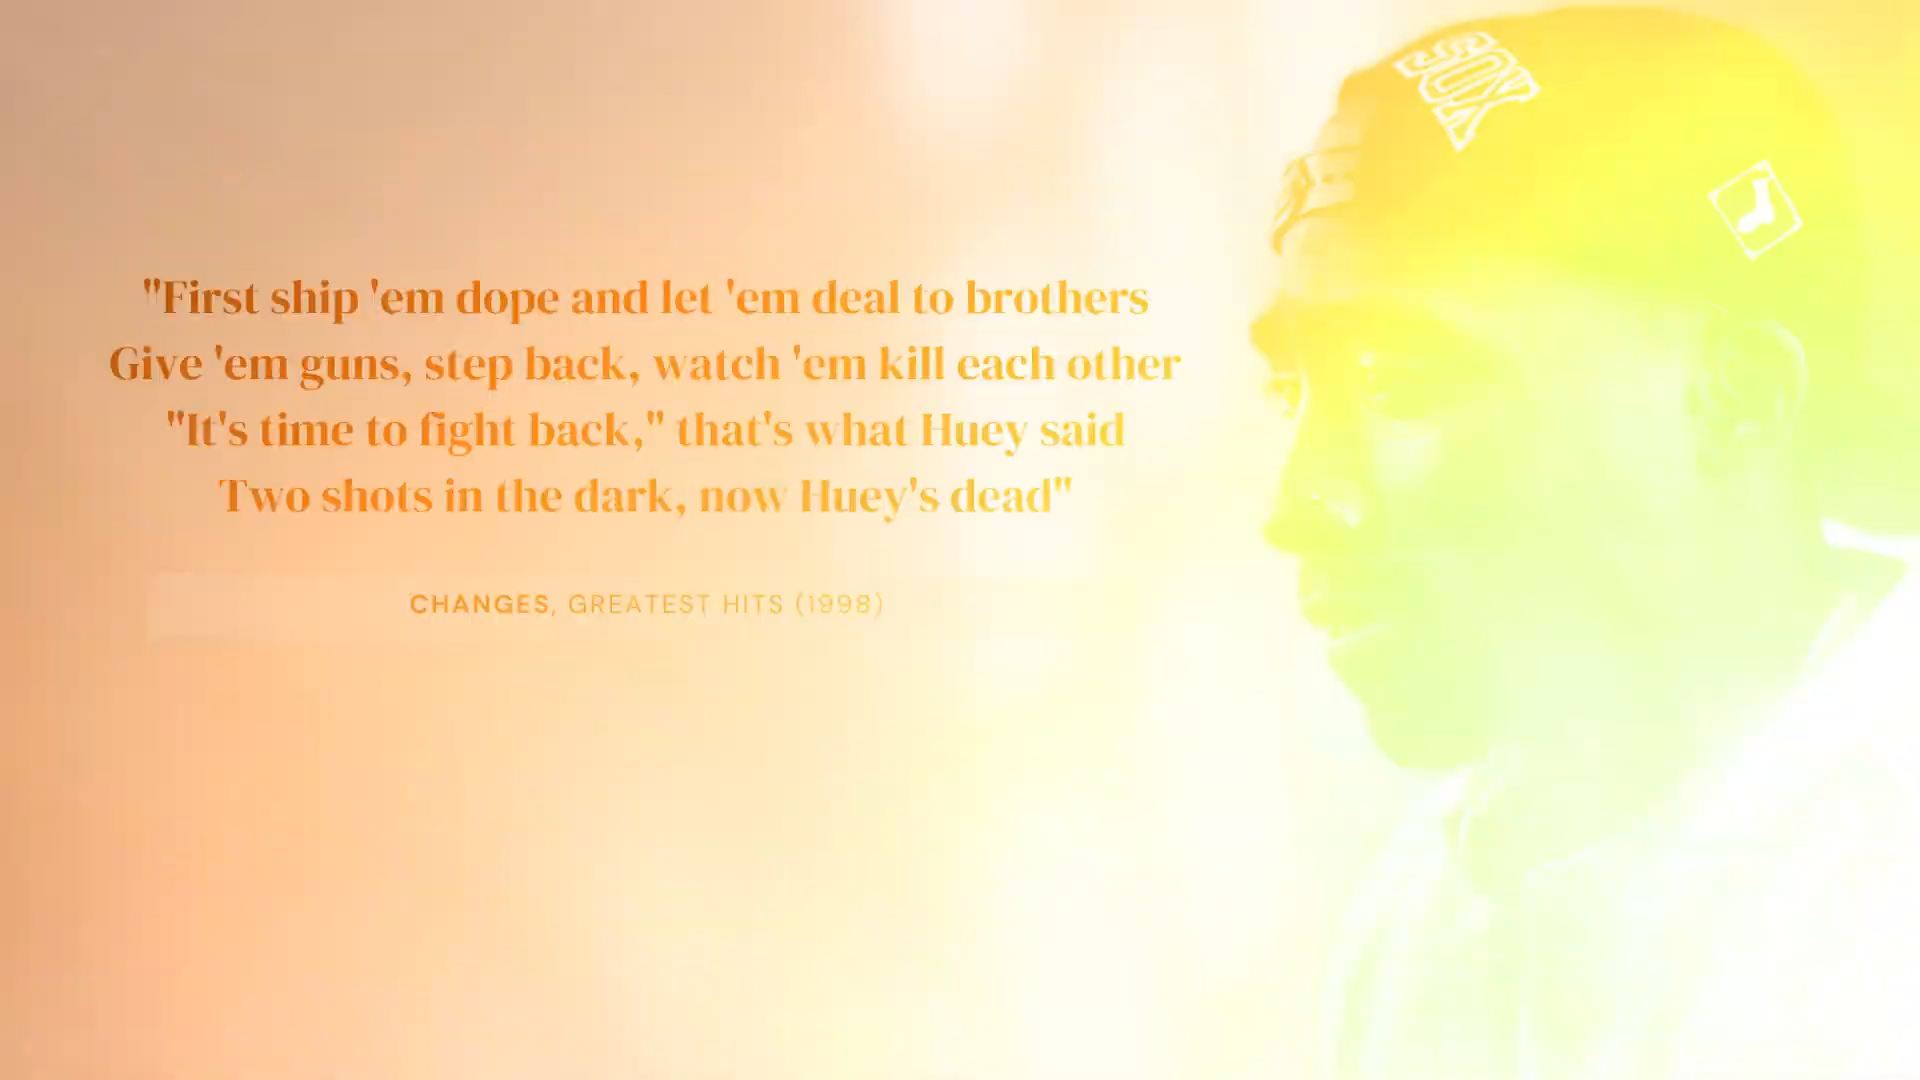 "First ship 'em dope and let 'em deal to brothers
Give 'em guns, step back, watch 'em kill each other
"It's time to fight back," that's what Huey said
Two shots in the dark, now Huey's dead"
CHANGES, GREATEST HITS (1998)
SOX